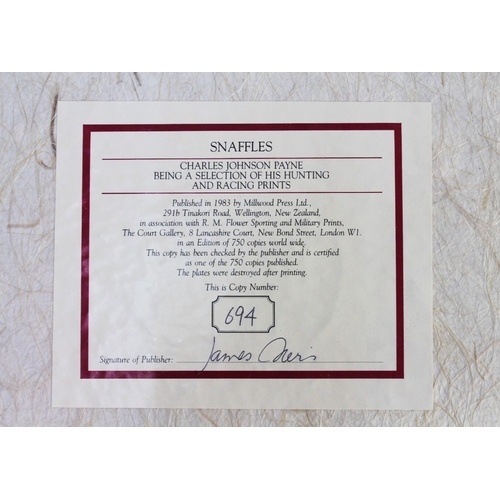 SNAFFLES
CHARLES JOHNSON PAYNE
BEING A SELECTION OF HIS HUNTING
AND RACING PRINTS
Published in 1983 by Millwood Press Ltd.,
291b Tinakori Road, Wellington, New Zealand,
in association with R. M. Flower Sporting and Military Prints,
The Court Gallery, 8 Lancashire Court, New Bond Street, London W1.
in an Edition of 750 copies world wide.
This copy has been checked by the publisher and is certified
as one of the 750 copies published.
The plates were destroyed after printing.
This is Copy Number:
694
Signature of Publisher: James